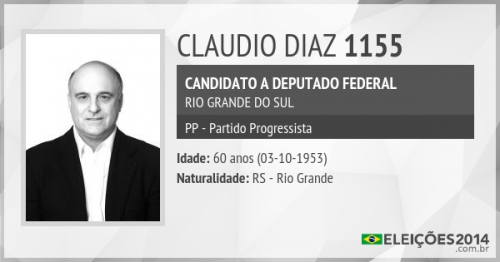 CLAUDIO DIAZ 1155
CANDIDATO A DEPUTADO FEDERAL
RIO GRANDE DO SUL
PP - Partido Progressista
Idade: 60 anos (03-10-1953)
Naturalidade: RS - Rio Grande
ELEIÇÕES2014
.com.br